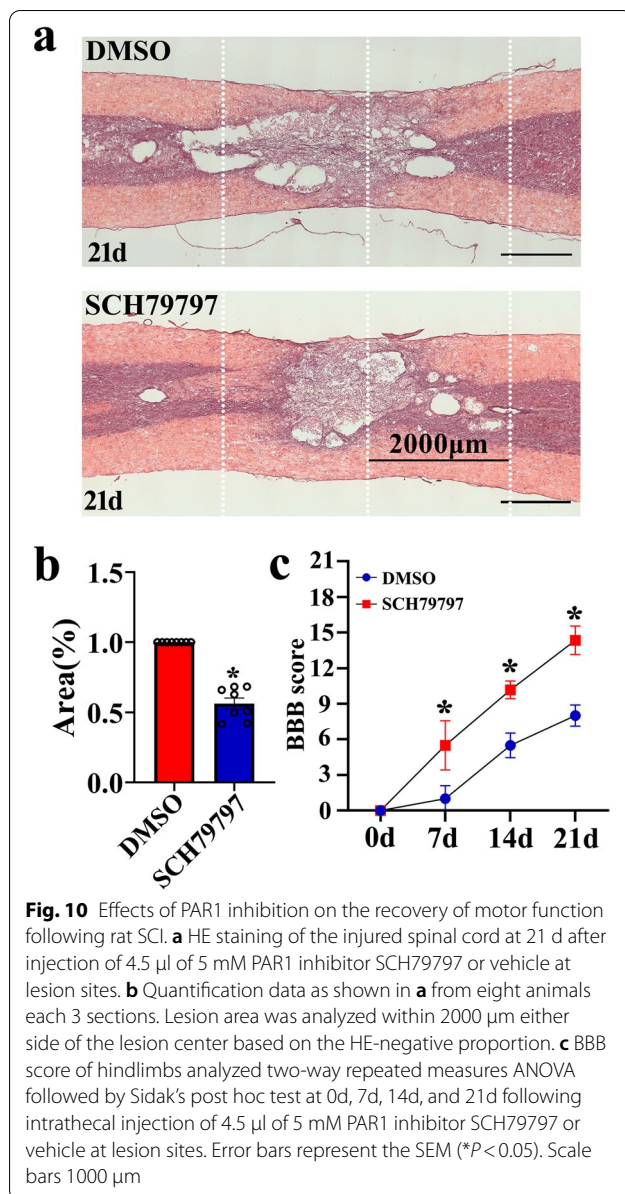 a
DMSO
21d
SCH79797
2000μm
21d
b
1.5
1.0
0.5
0.0
Area(%)
*
DMSO
SCH79797
c
21
18
15
12
9
6
3
0
BBB score
DMSO
SCH79797
*
*
*
0d 7d 14d 21d
Fig. 10 Effects of PAR1 inhibition on the recovery of motor function
following rat SCI. a HE staining of the injured spinal cord at 21 d after
injection of 4.5 μl of 5 mM PAR1 inhibitor SCH79797 or vehicle at
lesion sites. b Quantification data as shown in a from eight animals
each 3 sections. Lesion area was analyzed within 2000 μm either
side of the lesion center based on the HE-negative proportion. c BBB
score of hindlimbs analyzed two-way repeated measures ANOVA
followed by Sidak's post hoc test at 0d, 7d, 14d, and 21d following
intrathecal injection of 4.5 μl of 5 mM PAR1 inhibitor SCH79797 or
vehicle at lesion sites. Error bars represent the SEM (*P < 0.05). Scale
bars 1000 μm